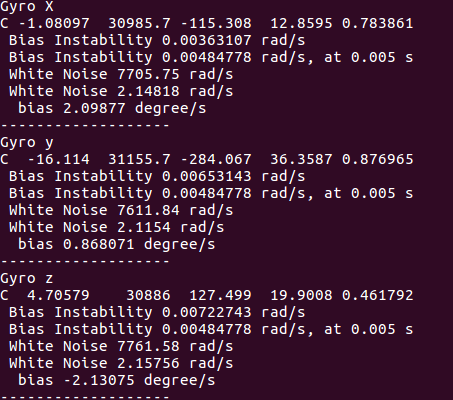 Gyro X
C -1.08097  30985.7 -115.308  12.8595 0.783861
 Bias Instability 0.00363107 rad/s
 Bias Instability 0.00484778 rad/s, at 0.005 s
 White Noise 7705.75 rad/s
 White Noise 2.14818 rad/s
  bias 2.09877 degree/s
-------------------
Gyro y
C  -16.114  31155.7 -284.067  36.3587 0.876965
 Bias Instability 0.00653143 rad/s
 Bias Instability 0.00484778 rad/s, at 0.005 s
 White Noise 7611.84 rad/s
 White Noise 2.1154 rad/s
  bias 0.868071 degree/s
-------------------
Gyro z
C  4.70579    30886  127.499  19.9008 0.461792
 Bias Instability 0.00722743 rad/s
 Bias Instability 0.00484778 rad/s, at 0.005 s
 White Noise 7761.58 rad/s
 White Noise 2.15756 rad/s
  bias -2.13075 degree/s
-------------------